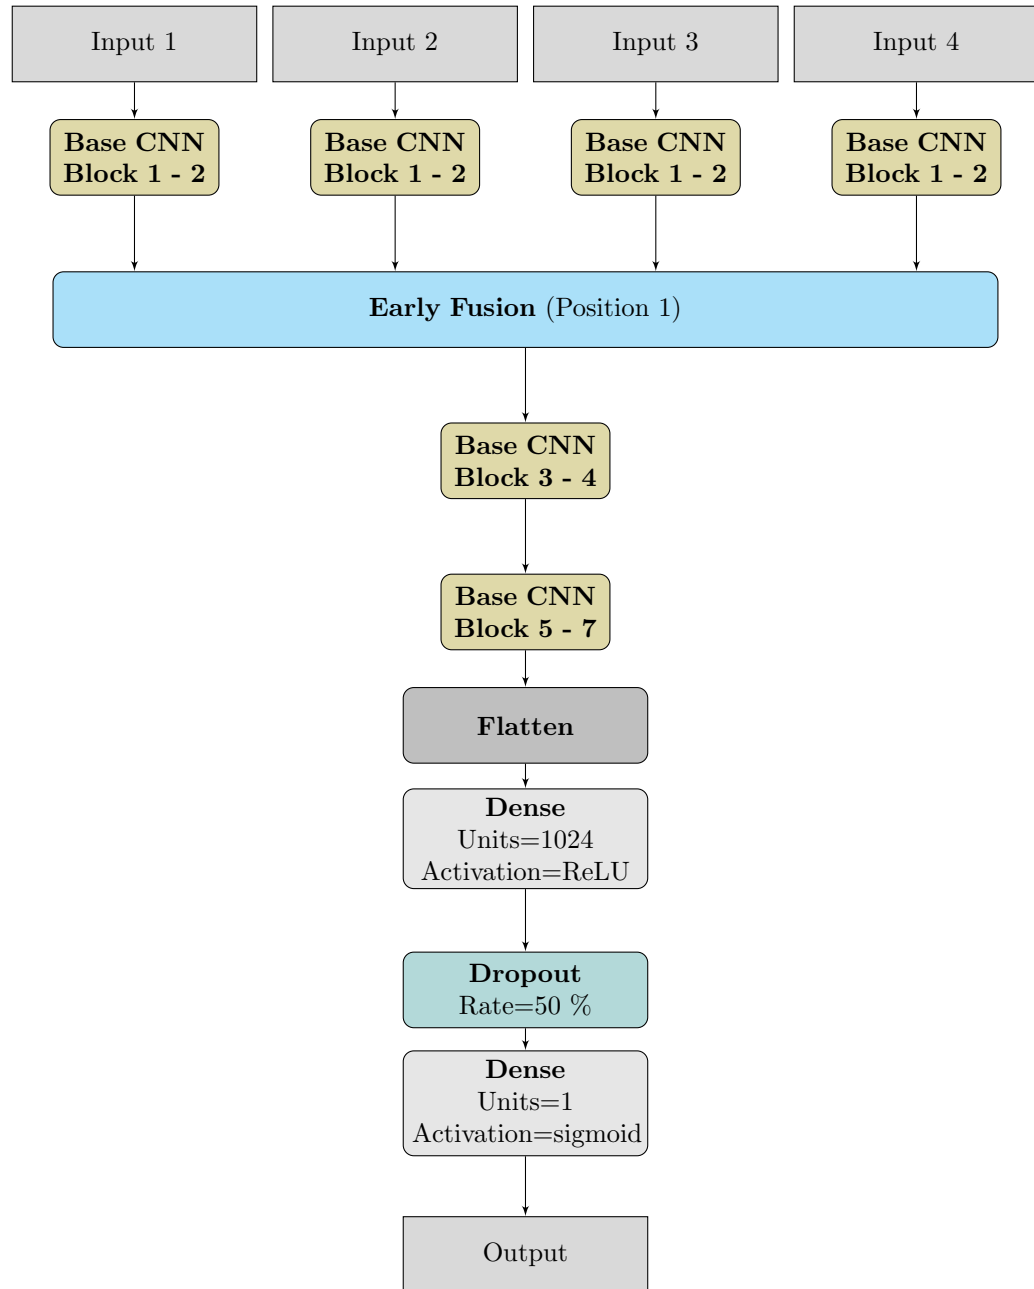 Input 1
Input 2
Input 3
Input 4
Base CNN
Block 1 - 2
Base CNN
Block 1 - 2
Base CNN
Block 1 - 2
Base CNN
Block 1 - 2
Early Fusion (Position 1)
Base CNN
Block 3 - 4
Base CNN
Block 5 - 7
Flatten
Dense
Units=1024
Activation=ReLU
Dropout
Rate=50 %
Dense
Units=1
Activation=sigmoid
Output